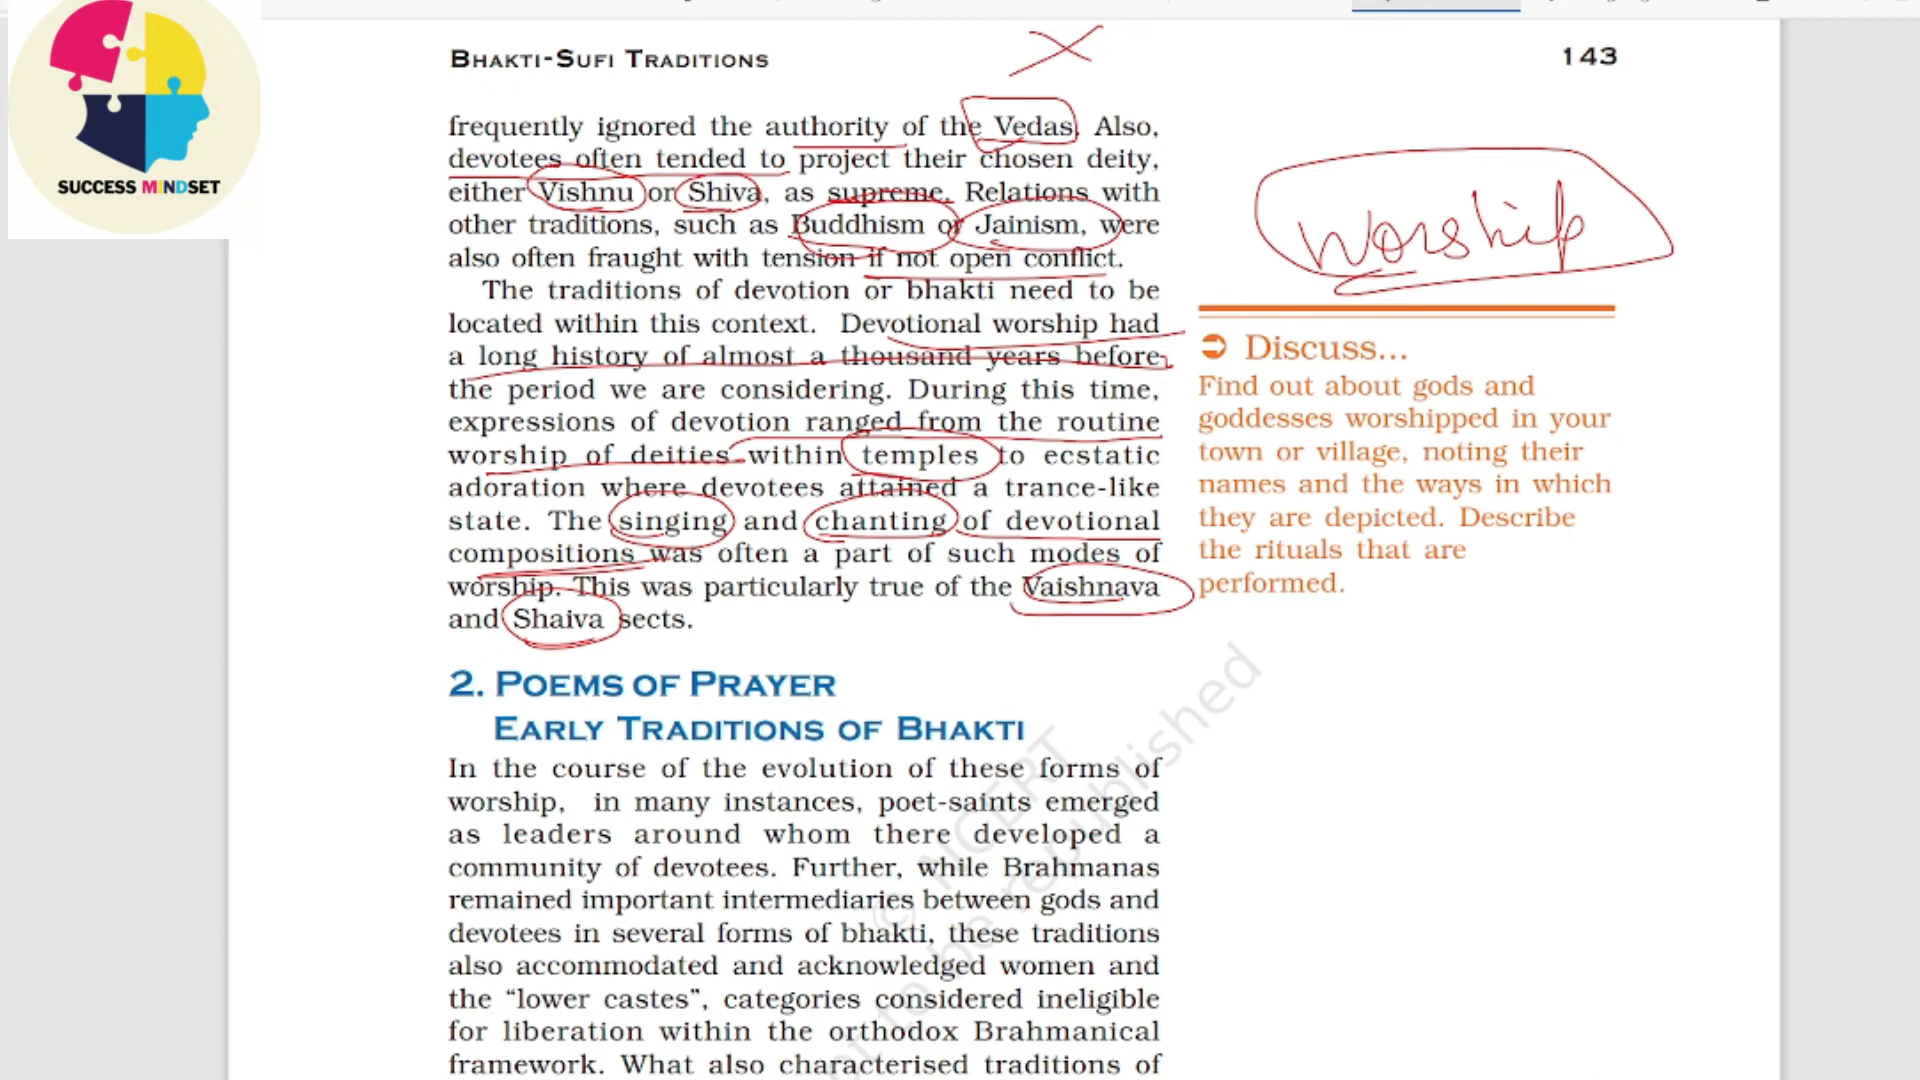 SUCCESS MINDSET
BHAKTI-SUFI TRADITIONS
143
frequently ignored the authority of the Vedas. Also,
devotees often tended to project their chosen deity,
either Vishnu or Shiva, as supreme. Relations with
other traditions, such as Buddhism or Jainism, were
also often fraught with tension if not open conflict.
The traditions of devotion or bhakti need to be
located within this context. Devotional worship had
a long history of almost a thousand years before
the period we are considering. During this time,
expressions of devotion ranged from the routine
worship of deities within temples to ecstatic
adoration where devotees attained a trance-like
state. The singing and chanting of devotional
compositions was often a part of such modes of
worship. This was particularly true of the Vaishnava
and Shaiva sects.
2. POEMS OF PRAYER
EARLY TRADITIONS OF BHAKTI
In the course of the evolution of these forms of
worship, in many instances, poet-saints emerged
as leaders around whom there developed a
community of devotees. Further, while Brahmanas
remained important intermediaries between gods and
devotees in several forms of bhakti, these traditions
also accommodated and acknowledged women and
the “lower castes”, categories considered ineligible
for liberation within the orthodox Brahmanical
framework. What also characterised traditions of
worship
Discuss...
Find out about gods and
goddesses worshipped in your
town or village, noting their
names and the ways in which
they are depicted. Describe
the rituals that are
performed.
© NCERT
to be republished